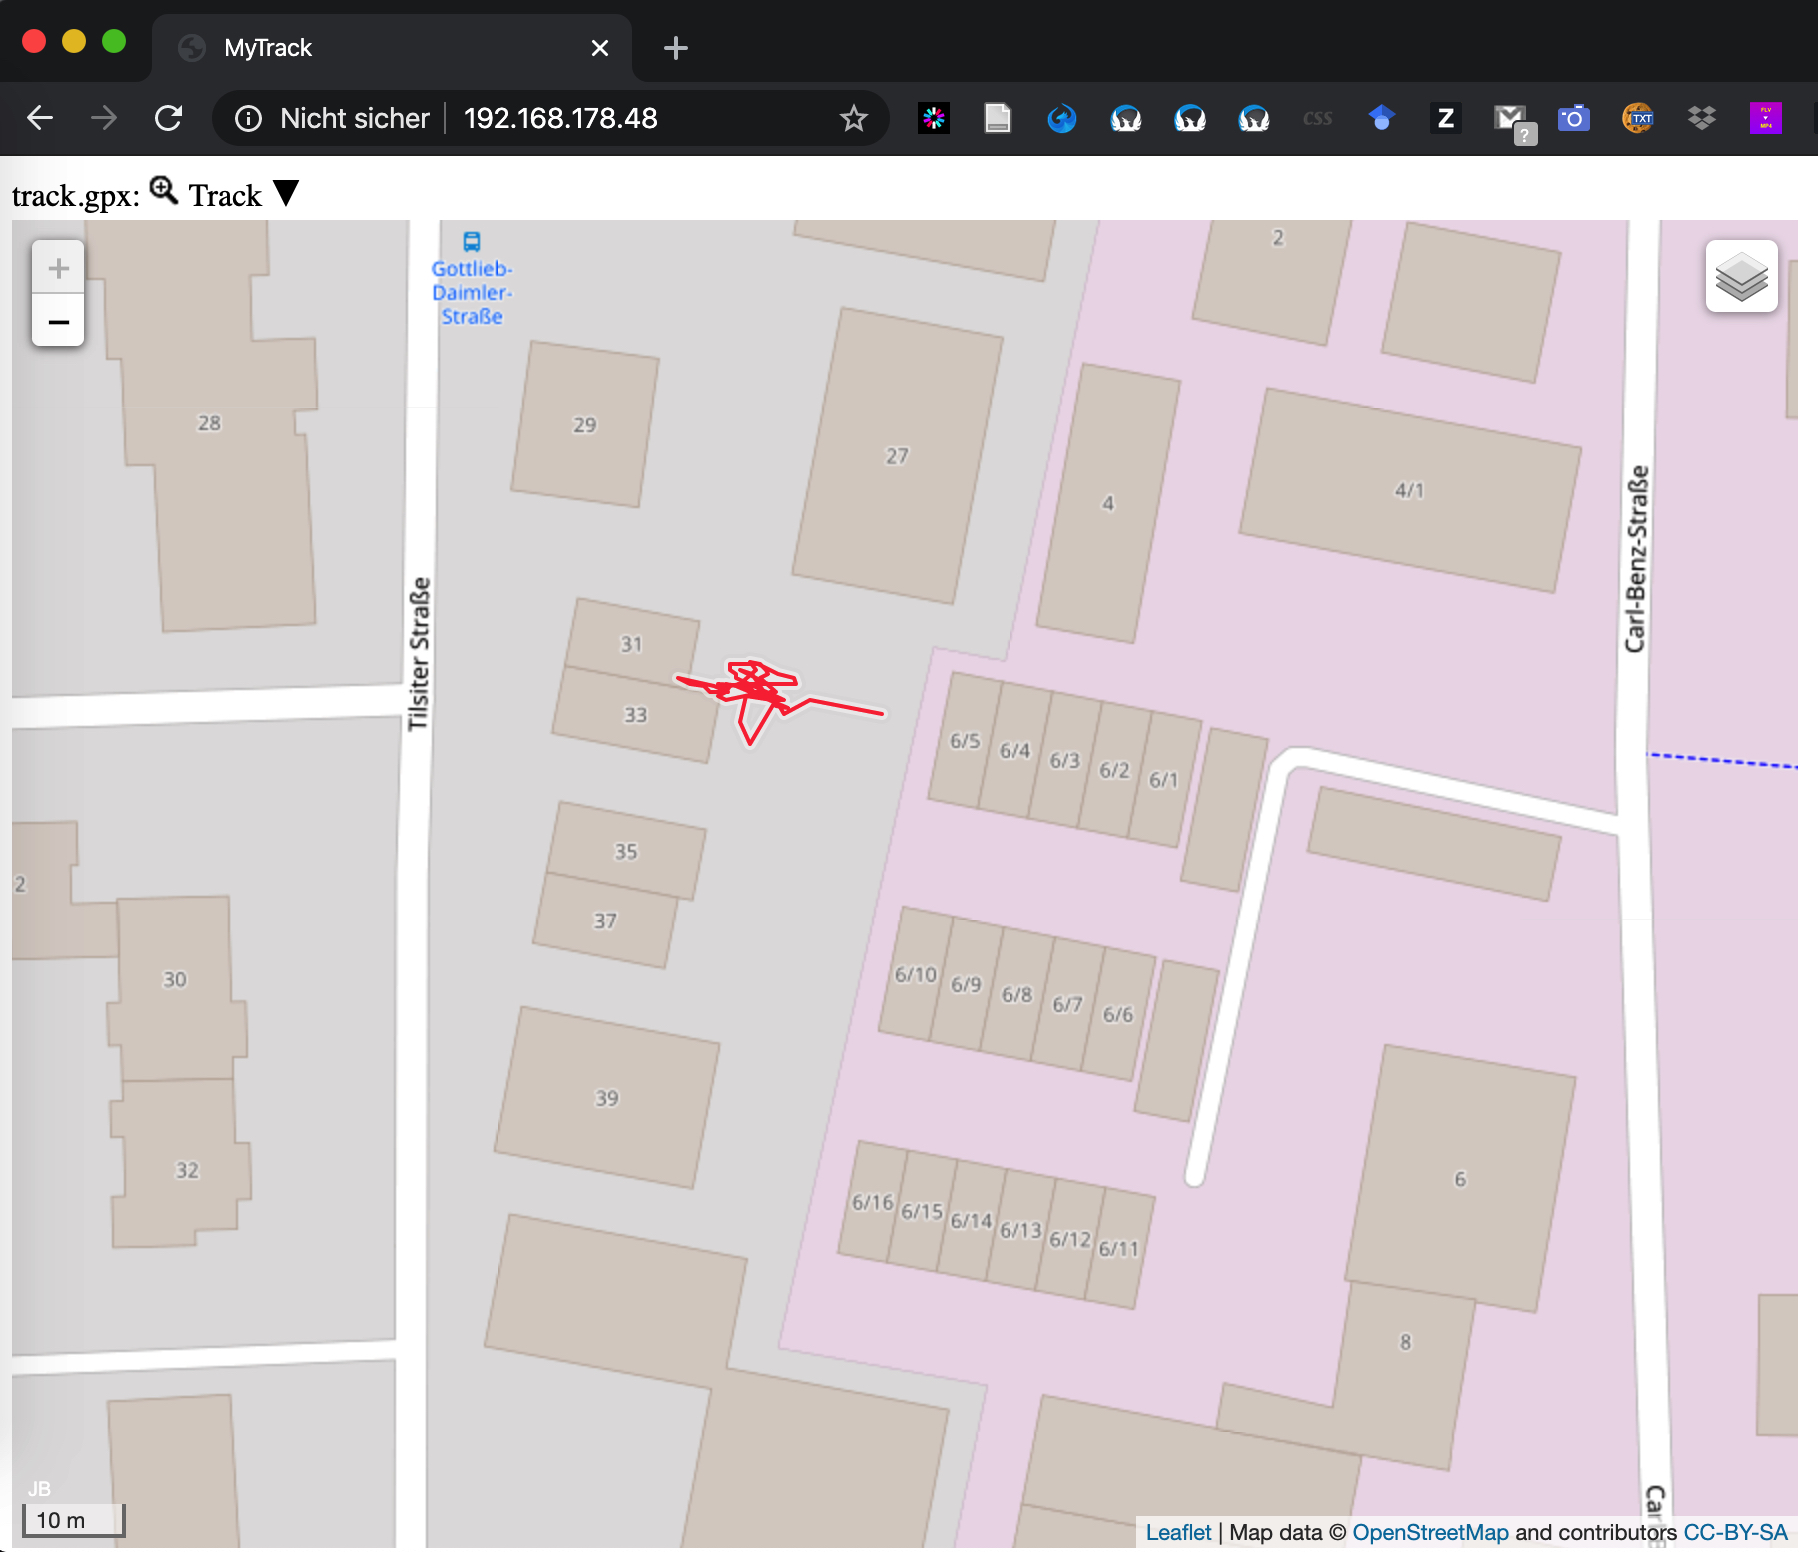 MyTrack
Nicht sicher
192.168.178.48
css
Z
?
TXT
FLV
MP4
track.gpx: Track ▼
+
−
Gottlieb-
Daimler-
Straße
2
28
29
27
4
4/1
Carl-Benz-Straße
Tilsiter Straße
31
33
6/5
6/4
6/3
6/2
6/1
35
37
2
30
6/10
6/9
6/8
6/7
6/6
39
32
6
6/16
6/15
6/14
6/13
6/12
6/11
8
JB
10 m
Leaflet | Map data © OpenStreetMap and contributors CC-BY-SA